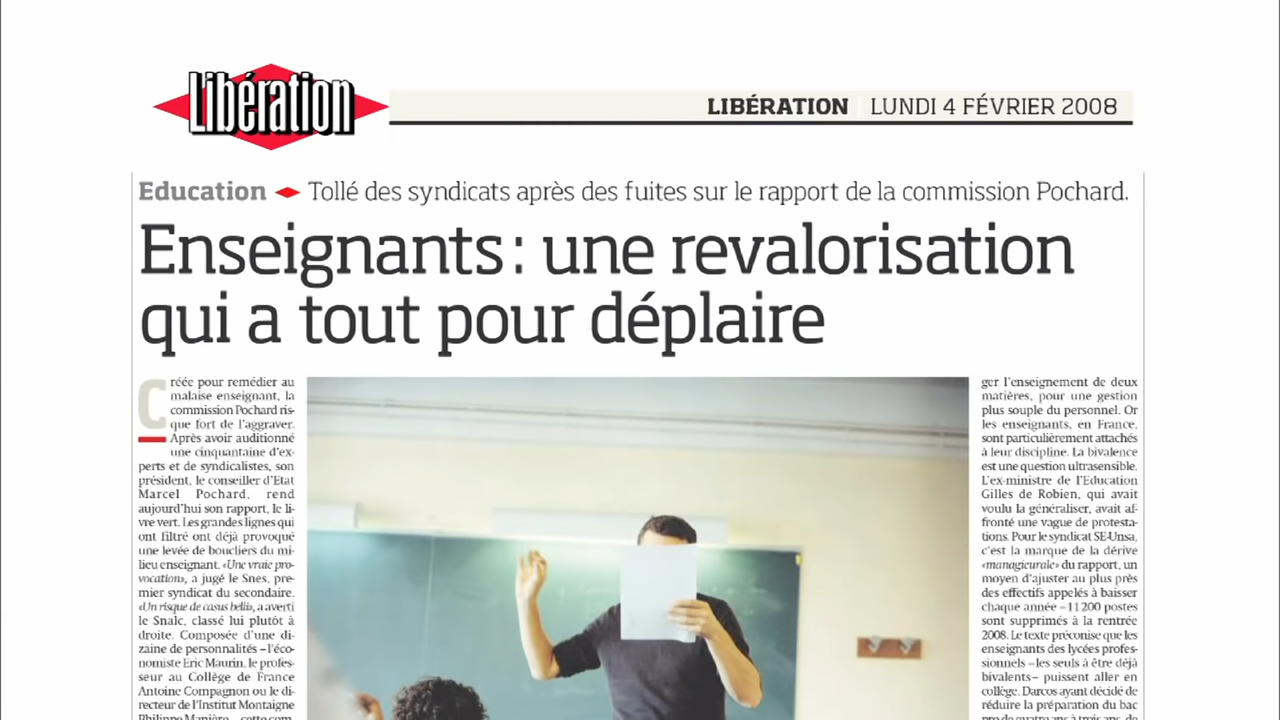 Libération
LIBÉRATION LUNDI 4 FÉVRIER 2008
Education Tollé des syndicats après des fuites sur le rapport de la commission Pochard.
Enseignants : une revalorisation
qui a tout pour déplaire
Créée pour remédier au
malaise enseignant, la
commission Pochard ris-
que fort de l'aggraver.
Après avoir auditionné
une cinquantaine d'ex-
perts et de syndicalistes, son
président, le conseiller d'Etat
Marcel Pochard, rend
aujourd'hui son rapport, le li-
vre vert. Les grandes lignes qui
ont filtré ont déjà provoqué
une levée de boucliers du mi-
lieu enseignant. «Une vraie pro-
vocation», a jugé le Snes, pre-
mier syndicat du secondaire.
«Un risque de casus belli», a averti
le Snalc, classé lui plutôt à
droite. Composée d'une di-
zaine de personnalités –l'éco-
nomiste Eric Maurin, le profes-
seur au Collège de France
Antoine Compagnon ou le di-
recteur de l'Institut Montaigne
Philippe Manière– cette com-
ger l'enseignement de deux
matières, pour une gestion
plus souple du personnel. Or
les enseignants, en France,
sont particulièrement attachés
à leur discipline. La bivalence
est une question ultrasensible.
L'ex-ministre de l'Education
Gilles de Robien, qui avait
voulu la généraliser, avait af-
fronté une vague de protesta-
tions. Pour le syndicat SE-Unsa,
c'est la marque de la dérive
«managieurale» du rapport, un
moyen d'ajuster au plus près
des effectifs appelés à baisser
chaque année –11 200 postes
sont supprimés à la rentrée
2008. Le texte préconise que les
enseignants des lycées profes-
sionnels –les seuls à être déjà
bivalents– puissent aller en
collège. Darcos ayant décidé de
réduire la préparation du bac
pro de quatre ans à trois ans, de